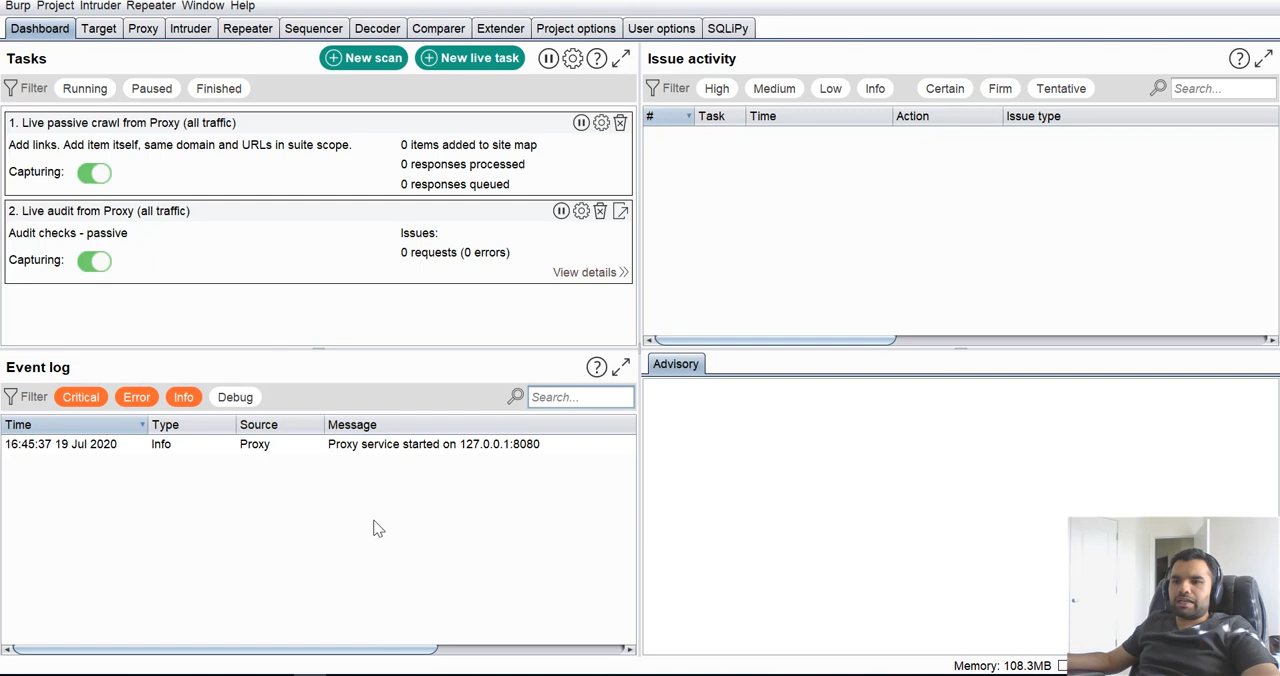 Burp Project Intruder Repeater Window Help
Dashboard Target Proxy Intruder Repeater Sequencer Decoder Comparer Extender Project options User options SQLiPy
Tasks
New scan
New live task
Filter Running Paused Finished
1. Live passive crawl from Proxy (all traffic)
Add links. Add item itself, same domain and URLs in suite scope.
0 items added to site map
0 responses processed
Capturing:
0 responses queued
2. Live audit from Proxy (all traffic)
Audit checks - passive
Issues:
0 requests (0 errors)
Capturing:
View details
Issue activity
Filter High Medium Low Info Certain Firm Tentative Search...
# Task Time Action Issue type
Event log
Filter Critical Error Info Debug Search...
Time Type Source Message
16:45:37 19 Jul 2020 Info Proxy Proxy service started on 127.0.0.1:8080
Advisory
Memory: 108.3MB